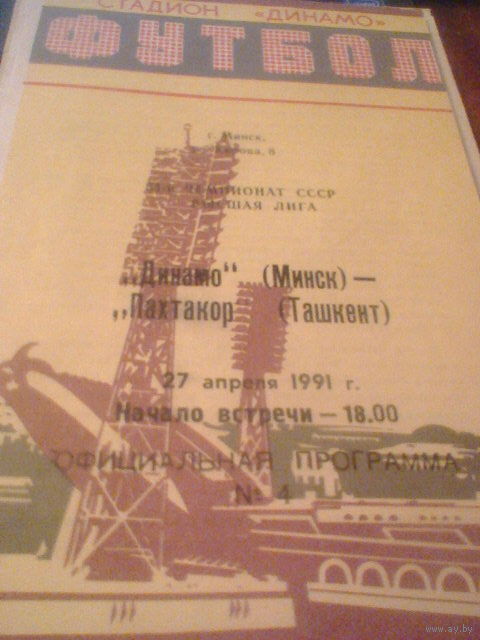 СТАДИОН «ДИНАМО»
ФУТБОЛ
г. Минск,
8
ЧЕМПИОНАТ СССР
ВЫСШАЯ ЛИГА
„Динамо“ (Минск) —
„Пахтакор (Ташкент)
27 апреля 1991 г.
Начало встречи — 18.00
ОФИЦИАЛЬНАЯ ПРОГРАММА
№ 4
www.ay.by